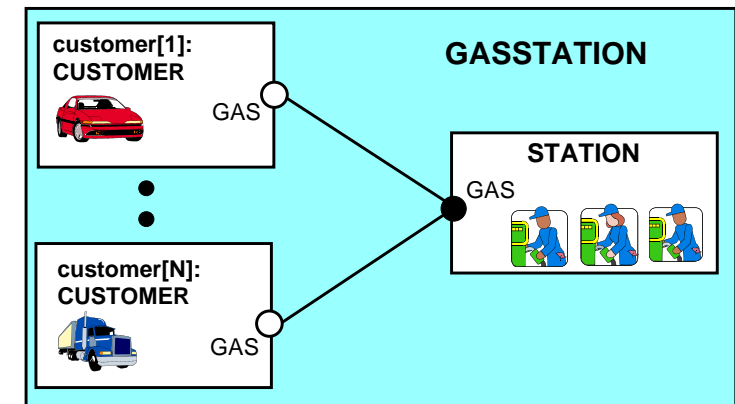 customer[1]:
CUSTOMER
GAS
GASSTATION
STATION
GAS
customer[N]:
CUSTOMER
GAS